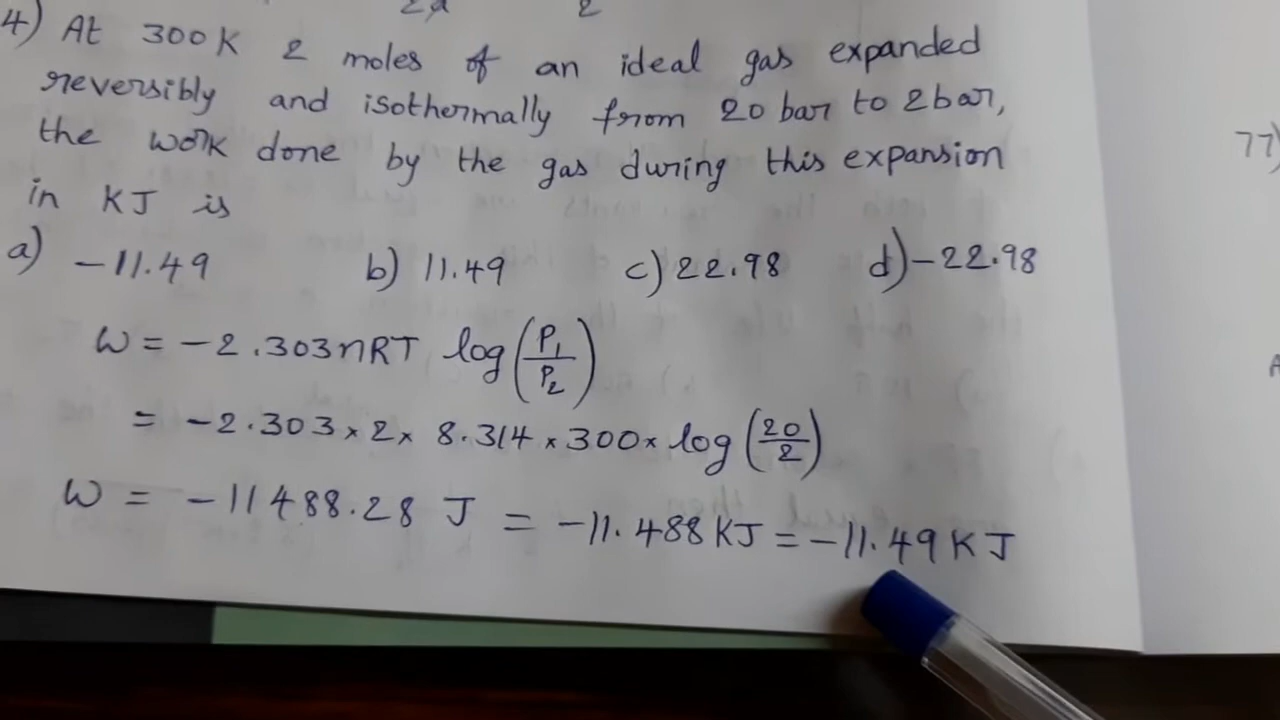 4) At 300K 2 moles of an ideal gas expanded
reversibly and isothermally from 20 bar to 2bar,
the work done by the gas during this expansion
in KJ is
a) -11.49 b) 11.49 c) 22.98 d) -22.98
W = -2.303nRT log(P1/P2)
= -2.303 x 2 x 8.314 x 300 x log(20/2)
W = -11488.28 J = -11.488 KJ = -11.49 KJ
77)